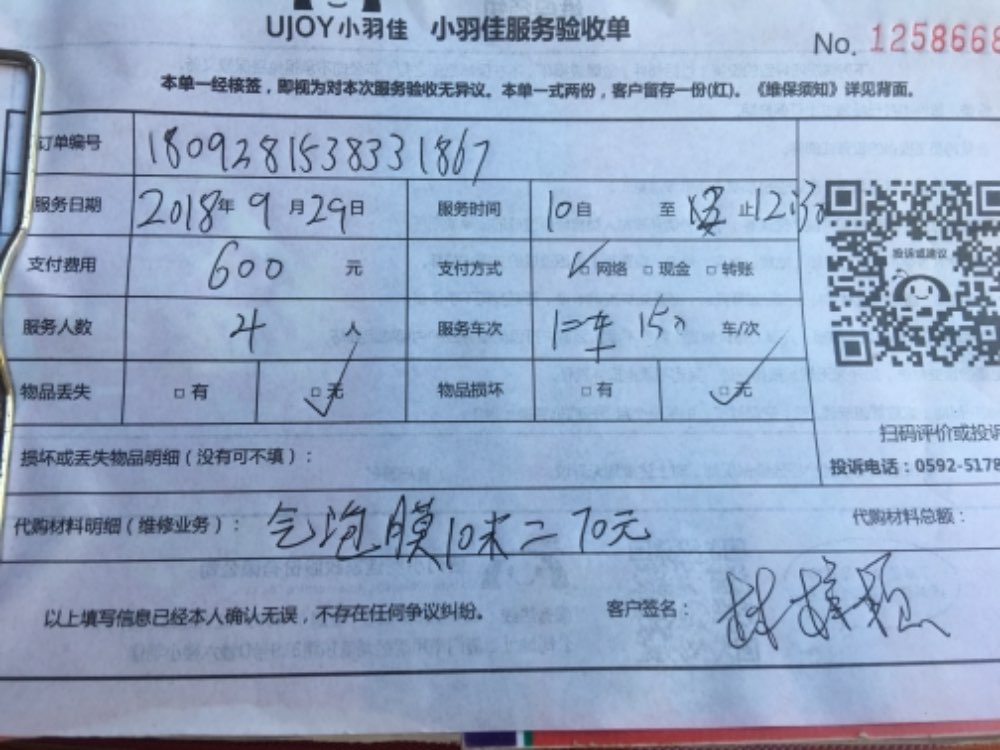 UJOY小羽佳 小羽佳服务验收单
No. 1258668
本单一经核签，即视为对本次服务验收无异议。本单一式两份，客户留存一份(红)。《维保须知》详见背面。
订单编号 1809281538331867
服务日期 2018年9月29日 服务时间 10自 至 止12:30
支付费用 600 元 支付方式 ✓□网络 □现金 □转账
投诉或建议
服务人数 4 人 服务车次 1=车 150 车/次
物品丢失 □有 ☑无 物品损坏 □有 ☑无
扫码评价或投诉
损坏或丢失物品明细（没有可不填）：
投诉电话：0592-5178
代购材料明细（维修业务）： 气泡膜10米=70元 代购材料总额：
以上填写信息已经本人确认无误，不存在任何争议纠纷。 客户签名：